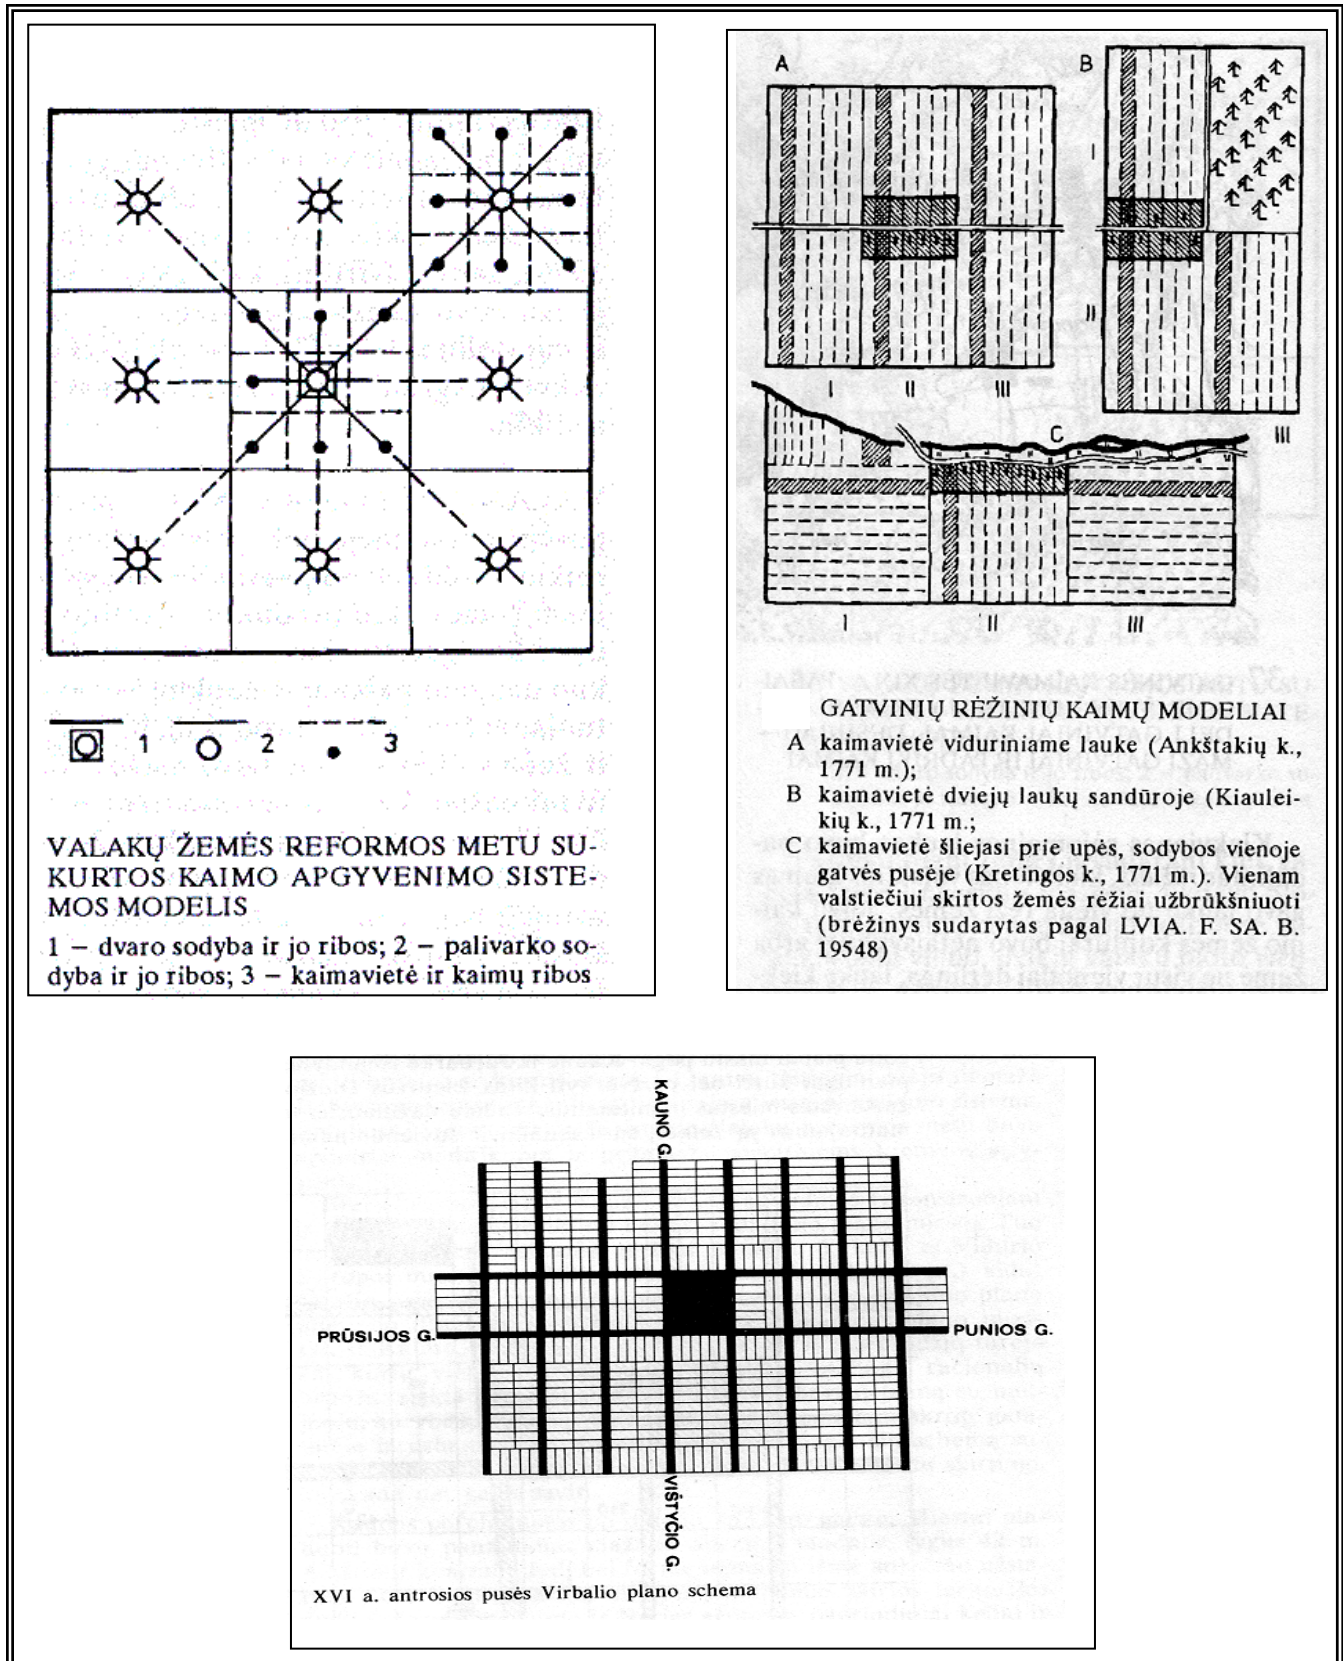 1 2 3
VALAKŲ ŽEMĖS REFORMOS METU SU-
KURTOS KAIMO APGYVENIMO SISTE-
MOS MODELIS
1 – dvaro sodyba ir jo ribos; 2 – palivarko so-
dyba ir jo ribos; 3 – kaimavietė ir kaimų ribos
A B
I
II
I II III
C III
I II III
GATVINIŲ RĖŽINIŲ KAIMŲ MODELIAI
A kaimavietė viduriniame lauke (Ankštakių k.,
1771 m.);
B kaimavietė dviejų laukų sandūroje (Kiaulei-
kių k., 1771 m.;
C kaimavietė šliejasi prie upės, sodybos vienoje
gatvės pusėje (Kretingos k., 1771 m.). Vienam
valstiečiui skirtos žemės rėžiai užbrūkšniuoti
(brėžinys sudarytas pagal LVIA. F. SA. B.
19548)
KAUNO G.
PRŪSIJOS G. PUNIOS G.
VIŠTYČIO G.
XVI a. antrosios pusės Virbalio plano schema